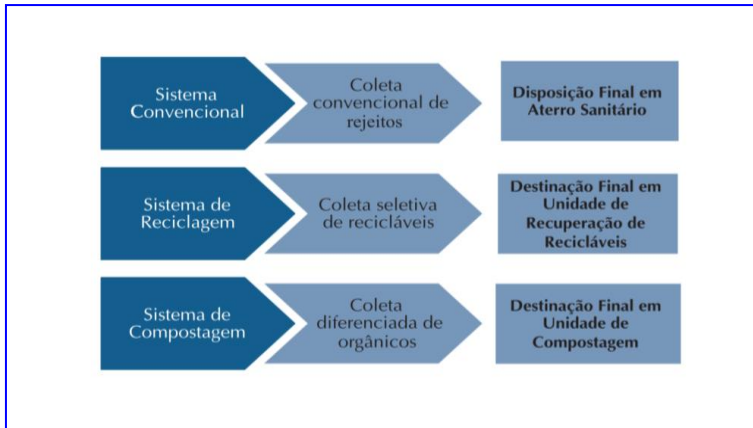 Sistema
Convencional
Coleta
convencional de
rejeitos
Disposição Final em
Aterro Sanitário
Sistema de
Reciclagem
Coleta seletiva
de recicláveis
Destinação Final em
Unidade de
Recuperação de
Recicláveis
Sistema de
Compostagem
Coleta
diferenciada de
orgânicos
Destinação Final em
Unidade de
Compostagem